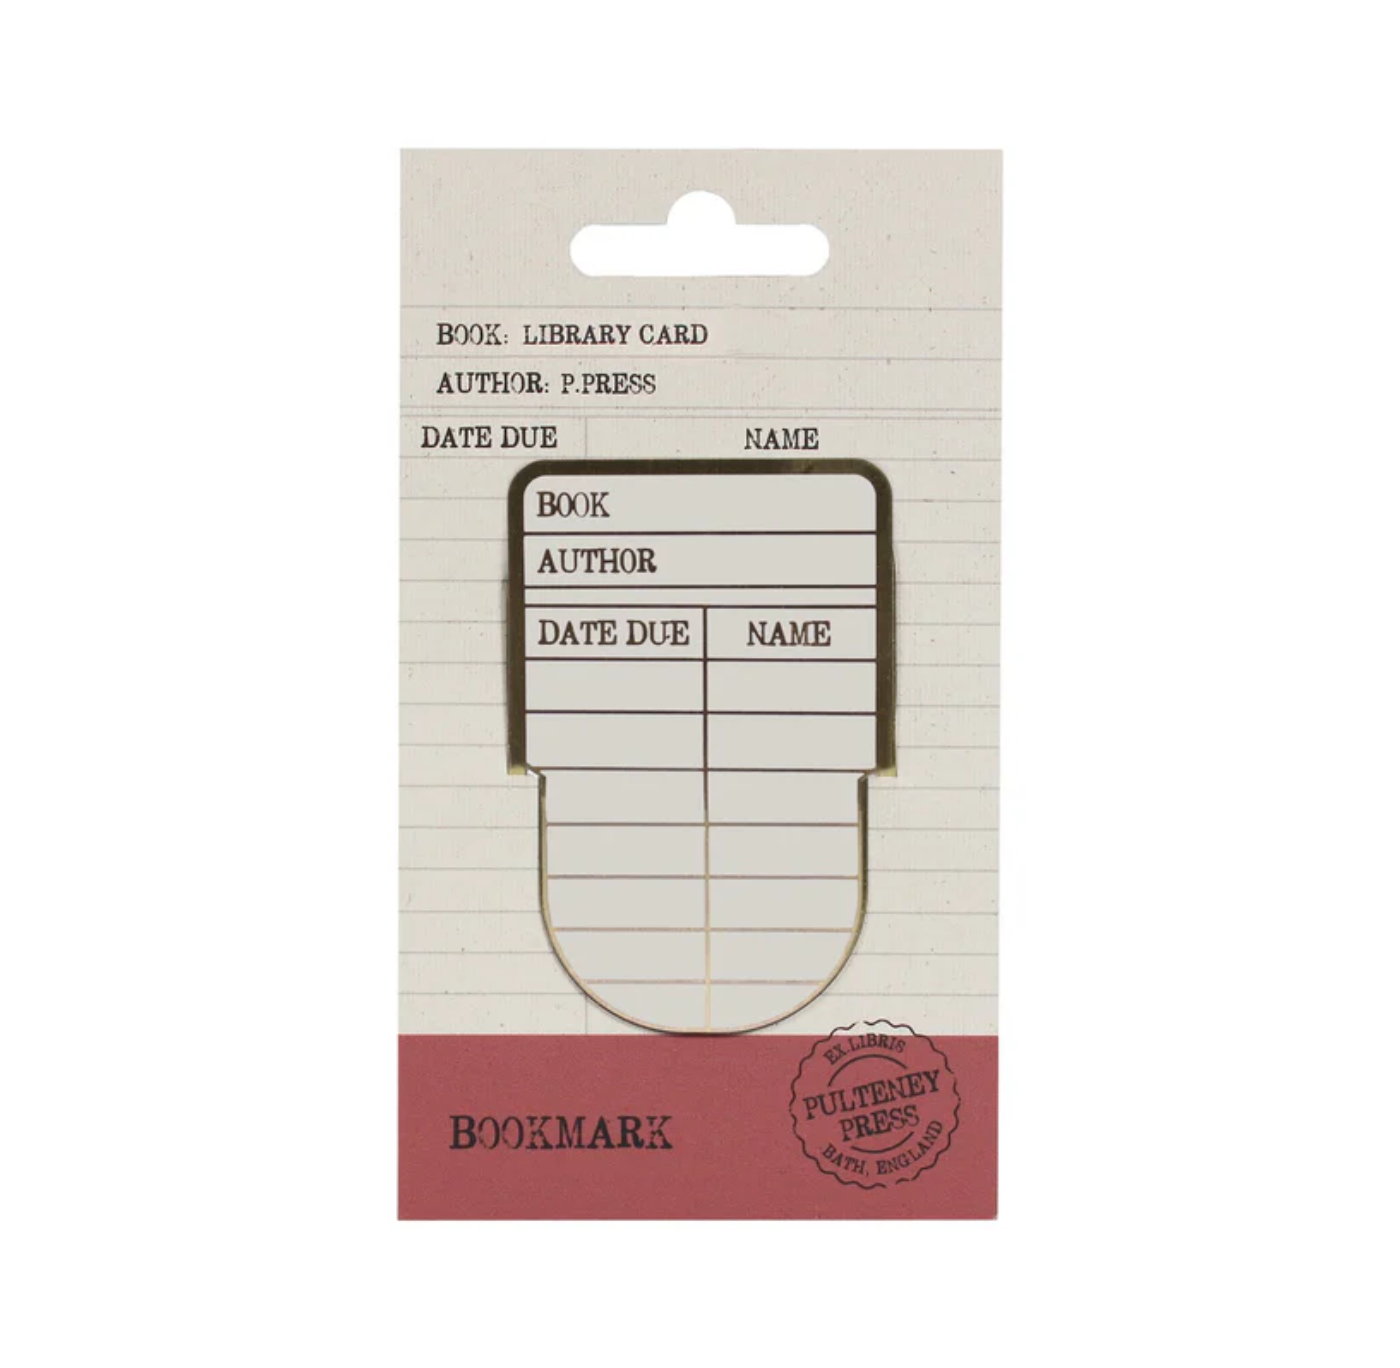 BOOK: LIBRARY CARD
AUTHOR: P.PRESS
DATE DUE NAME
BOOK
AUTHOR
DATE DUE NAME
BOOKMARK
EX.LIBRIS
PULTENEY
PRESS
BATH, ENGLAND